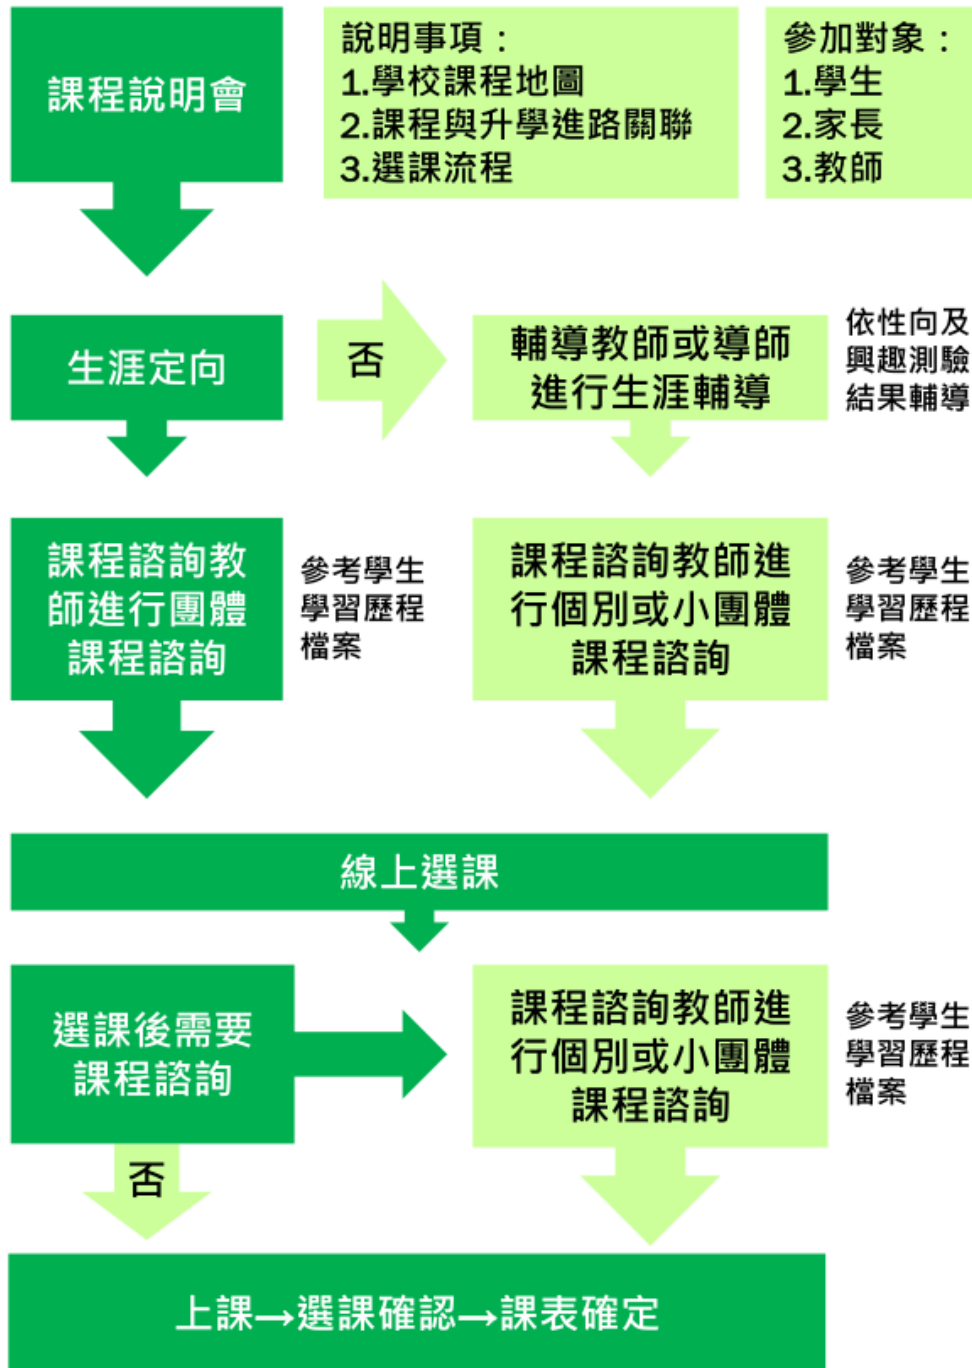 課程說明會
說明事項：
1.學校課程地圖
2.課程與升學進路關聯
3.選課流程
參加對象：
1.學生
2.家長
3.教師
生涯定向
否
輔導教師或導師
進行生涯輔導
依性向及
興趣測驗
結果輔導
課程諮詢教
師進行團體
課程諮詢
參考學生
學習歷程
檔案
課程諮詢教師進
行個別或小團體
課程諮詢
參考學生
學習歷程
檔案
線上選課
選課後需要
課程諮詢
課程諮詢教師進
行個別或小團體
課程諮詢
參考學生
學習歷程
檔案
否
上課→選課確認→課表確定